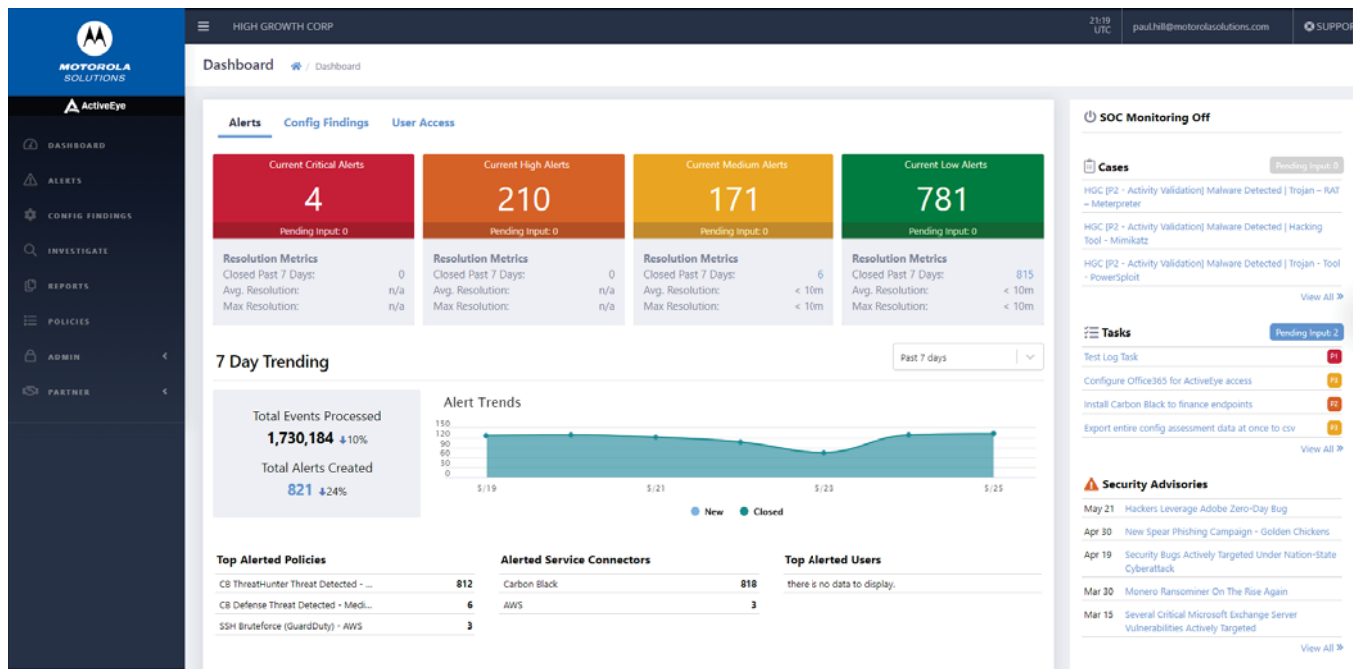 MOTOROLA
SOLUTIONS
ActiveEye
DASHBOARD
ALERTS
CONFIG FINDINGS
INVESTIGATE
REPORTS
POLICIES
ADMIN
PARTNER
HIGH GROWTH CORP
21:19
UTC
paul.hill@motorolasolutions.com
SUPPOR
Dashboard
/ Dashboard
Alerts
Config Findings
User Access
Current Critical Alerts
4
Pending Input: 0
Resolution Metrics
Closed Past 7 Days: 0
Avg. Resolution: n/a
Max Resolution: n/a
Current High Alerts
210
Pending Input: 0
Resolution Metrics
Closed Past 7 Days: 0
Avg. Resolution: n/a
Max Resolution: n/a
Current Medium Alerts
171
Pending Input: 0
Resolution Metrics
Closed Past 7 Days: 6
Avg. Resolution: < 10m
Max Resolution: < 10m
Current Low Alerts
781
Pending Input: 0
Resolution Metrics
Closed Past 7 Days: 815
Avg. Resolution: < 10m
Max Resolution: < 10m
7 Day Trending
Past 7 days
Total Events Processed
1,730,184 10%
Total Alerts Created
821 24%
Alert Trends
150
120
90
60
30
0
5/19
5/21
5/23
5/25
New
Closed
Top Alerted Policies
CB ThreatHunter Threat Detected - ... 812
CB Defense Threat Detected - Medi... 6
SSH Bruteforce (GuardDuty) - AWS 3
Alerted Service Connectors
Carbon Black 818
AWS 3
Top Alerted Users
there is no data to display.
SOC Monitoring Off
Cases
Pending Input: 0
HGC [P2 - Activity Validation] Malware Detected | Trojan – RAT
– Meterpreter
HGC [P2 - Activity Validation] Malware Detected | Hacking
Tool - Mimikatz
HGC [P2 - Activity Validation] Malware Detected | Trojan - Tool
- PowerSploit
View All
Tasks
Pending Input: 2
Test Log Task P1
Configure Office365 for ActiveEye access P3
Install Carbon Black to finance endpoints P2
Export entire config assessment data at once to csv P3
View All
Security Advisories
May 21 Hackers Leverage Adobe Zero-Day Bug
Apr 30 New Spear Phishing Campaign - Golden Chickens
Apr 19 Security Bugs Actively Targeted Under Nation-State
Cyberattack
Mar 30 Monero Ransominer On The Rise Again
Mar 15 Several Critical Microsoft Exchange Server
Vulnerabilities Actively Targeted
View All